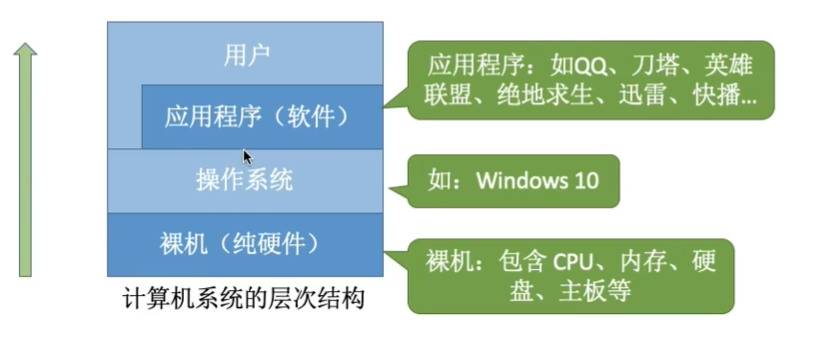 用户
应用程序（软件）
操作系统
裸机（纯硬件）
计算机系统的层次结构
应用程序：如QQ、刀塔、英雄
联盟、绝地求生、迅雷、快播...
如：Windows 10
裸机：包含 CPU、内存、硬
盘、主板等